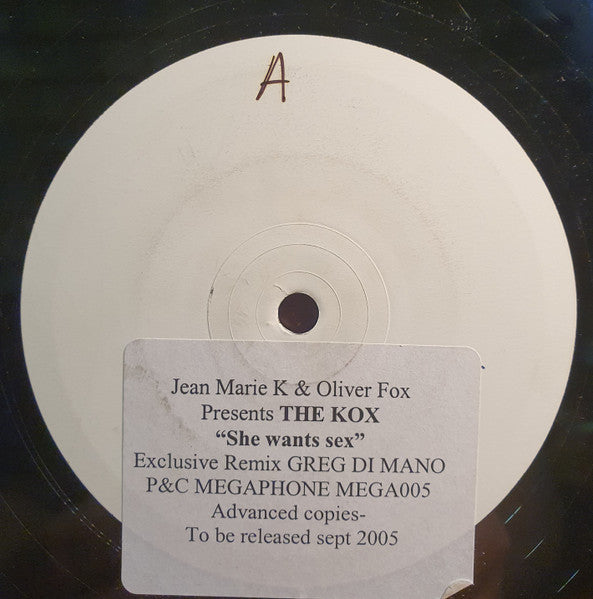 A
Jean Marie K & Oliver Fox
Presents THE KOX
“She wants sex”
Exclusive Remix GREG DI MANO
P&C MEGAPHONE MEGA005
Advanced copies-
To be released sept 2005